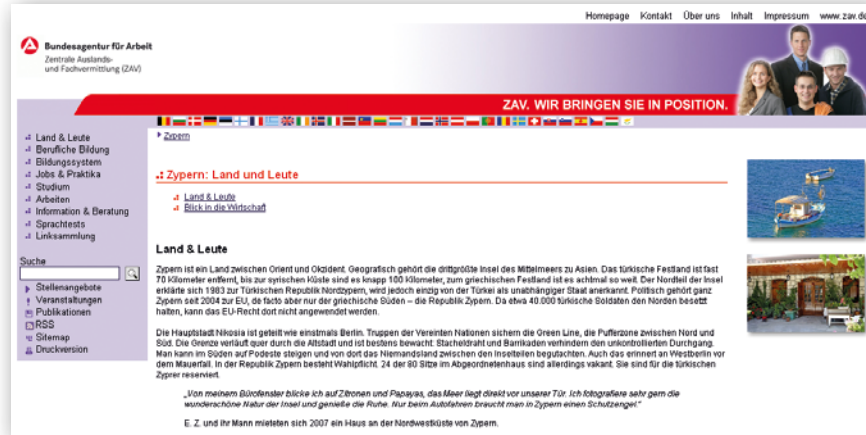 Homepage Kontakt Über uns Inhalt Impressum www.zav.de
Bundesagentur für Arbeit
Zentrale Auslands-
und Fachvermittlung (ZAV)
ZAV. WIR BRINGEN SIE IN POSITION.
Land & Leute
Berufliche Bildung
Bildungssystem
Jobs & Praktika
Studium
Arbeiten
Information & Beratung
Sprachtests
Linksammlung
Suche
Stellenangebote
Veranstaltungen
Publikationen
RSS
Sitemap
Druckversion
Zypern
Zypern: Land und Leute
Land & Leute
Blick in die Wirtschaft
Land & Leute
Zypern ist ein Land zwischen Orient und Okzident. Geografisch gehört die drittgrößte Insel des Mittelmeers zu Asien. Das türkische Festland ist fast
70 Kilometer entfernt, bis zur syrischen Küste sind es knapp 100 Kilometer, zum griechischen Festland ist es achtmal so weit. Der Nordteil der Insel
erklärte sich 1983 zur Türkischen Republik Nordzypern, wird jedoch einzig von der Türkei als unabhängiger Staat anerkannt. Politisch gehört ganz
Zypern seit 2004 zur EU, de facto aber nur der griechische Süden – die Republik Zypern. Da etwa 40.000 türkische Soldaten den Norden besetzt
halten, kann das EU-Recht dort nicht angewendet werden.
Die Hauptstadt Nikosia ist geteilt wie einstmals Berlin. Truppen der Vereinten Nationen sichern die Green Line, die Pufferzone zwischen Nord und
Süd. Die Grenze verläuft quer durch die Altstadt und ist bestens bewacht: Stacheldraht und Barrikaden verhindern den unkontrollierten Durchgang.
Man kann im Süden auf Podeste steigen und von dort das Niemandsland zwischen den Inselteilen begutachten. Auch das erinnert an Westberlin vor
dem Mauerfall. In der Republik Zypern besteht Wahlpflicht. 24 der 80 Sitze im Abgeordnetenhaus sind allerdings vakant. Sie sind für die türkischen
Zyprer reserviert.
„Von meinem Bürofenster blicke ich auf Zitronen und Papayas, das Meer liegt direkt vor unserer Tür. Ich fotografiere sehr gern die
wunderschöne Natur der Insel und genieße die Ruhe. Nur beim Autofahren braucht man in Zypern einen Schutzengel."
E. Z. und ihr Mann mieteten sich 2007 ein Haus an der Nordwestküste von Zypern.